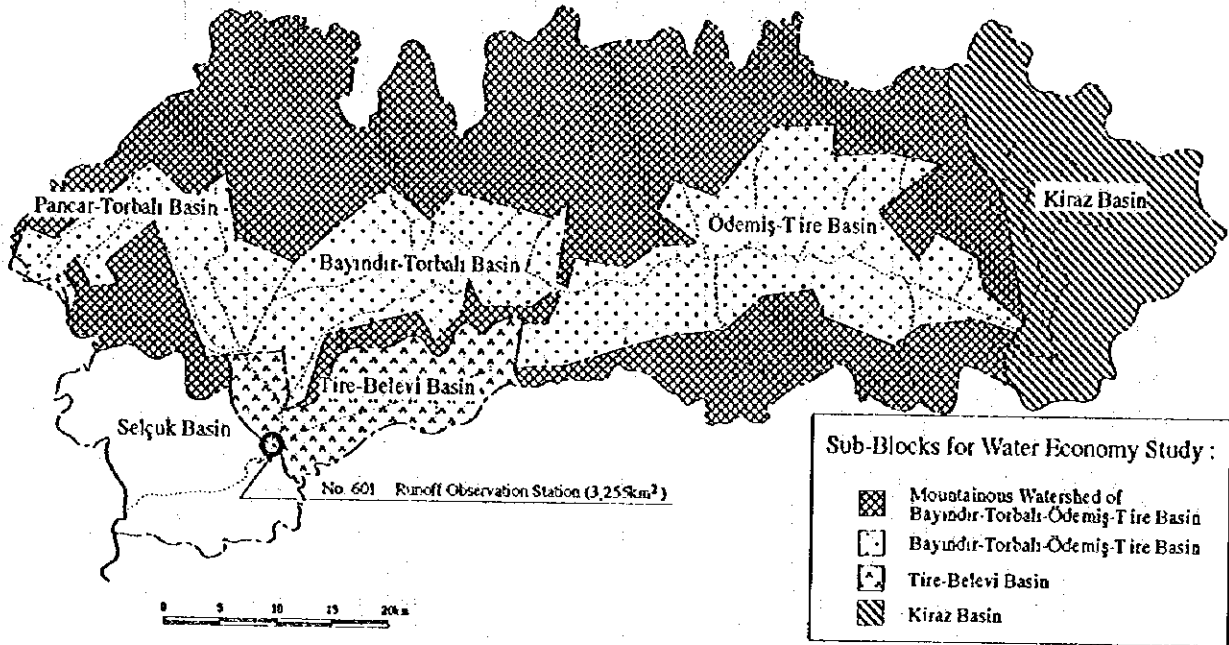 Pancar-Torbalı Basin
Kiraz Basin
Ödemiş-Tire Basin
Bayındır-Torbalı Basin
Tire-Belevi Basin
Selçuk Basin
No. 601 Runoff Observation Station (3,255km²)
Sub-Blocks for Water Economy Study :
Mountainous Watershed of
Bayındır-Torbalı-Ödemiş-Tire Basin
Bayındır-Torbalı-Ödemiş-Tire Basin
Tire-Belevi Basin
Kiraz Basin
0 5 10 15 20km